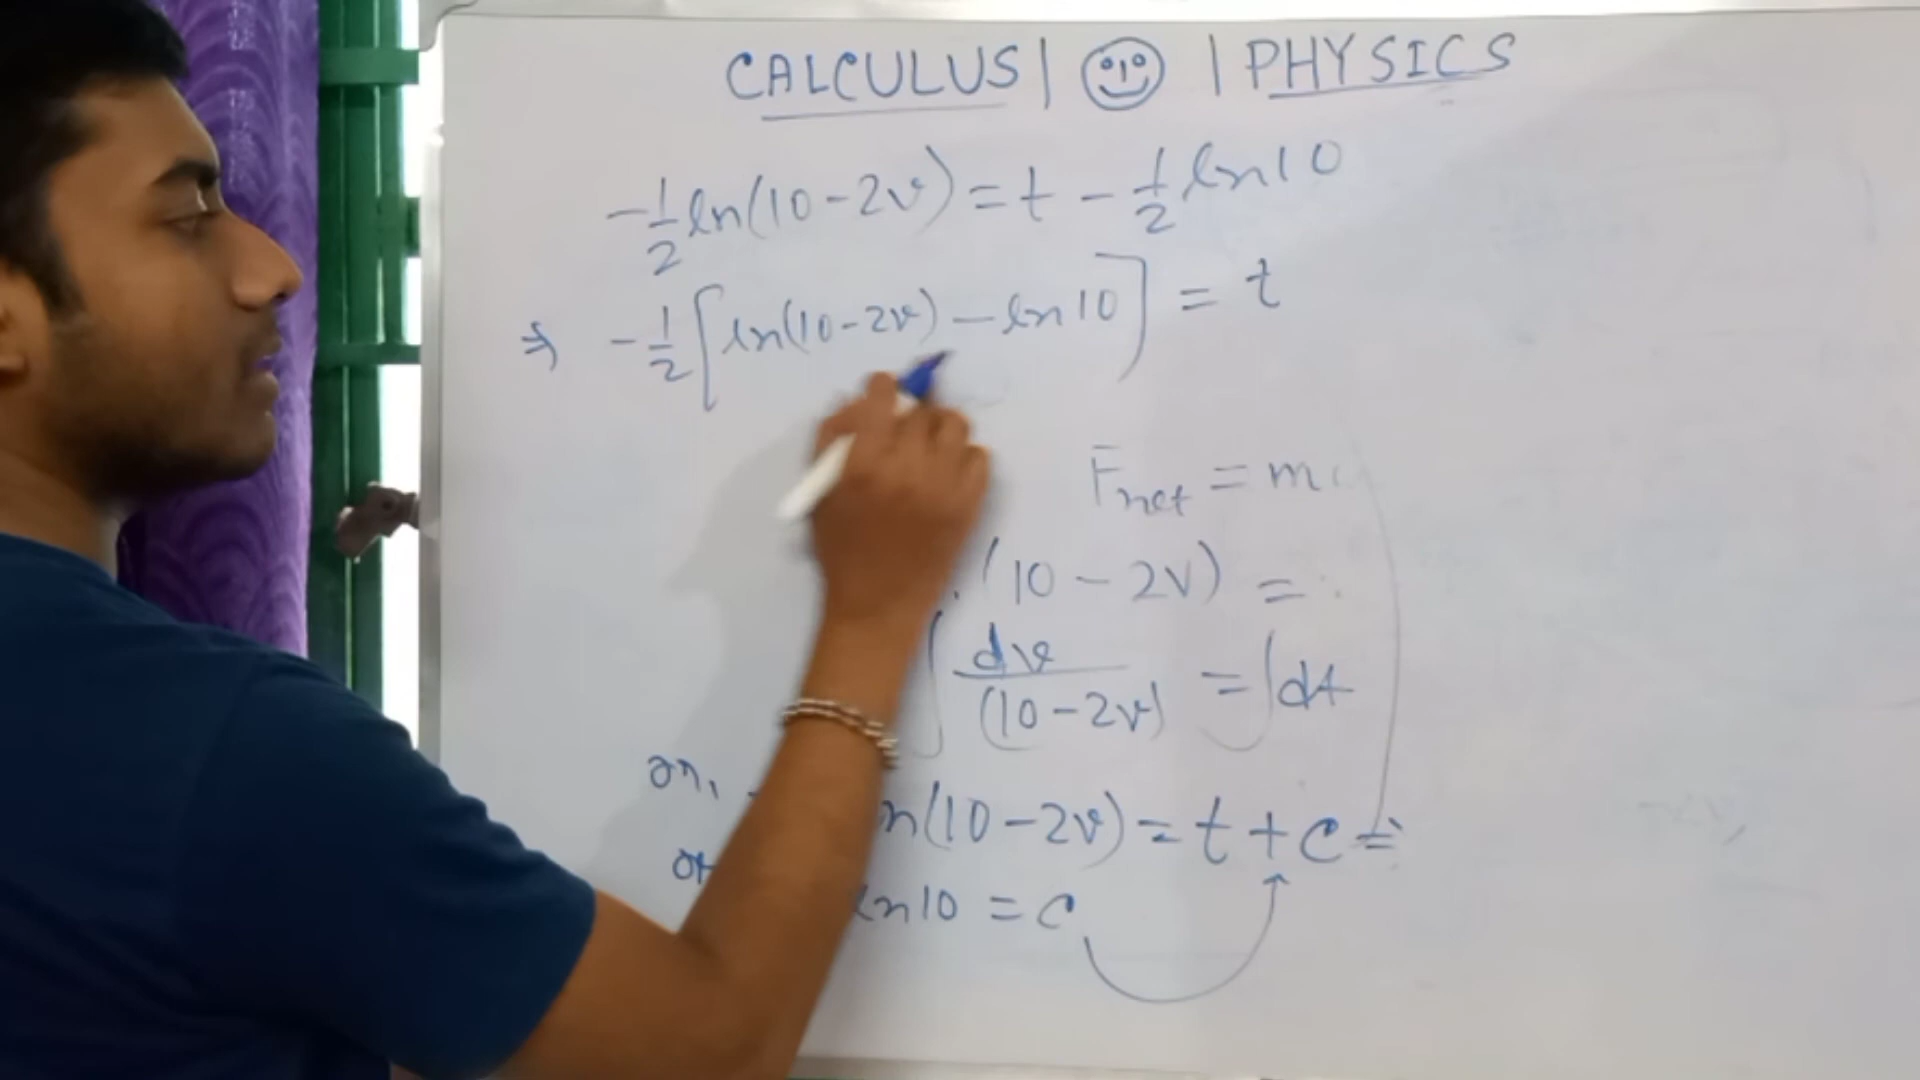 CALCULUS | | PHYSICS
-1/2 ln(10-2v) = t - 1/2 ln10
⇒ -1/2 [ln(10-2v) - ln10] = t
Fnet = m
(10-2v) =
∫ dv/(10-2v) = ∫dt
or, n(10-2v) = t + c =
or ln10 = c